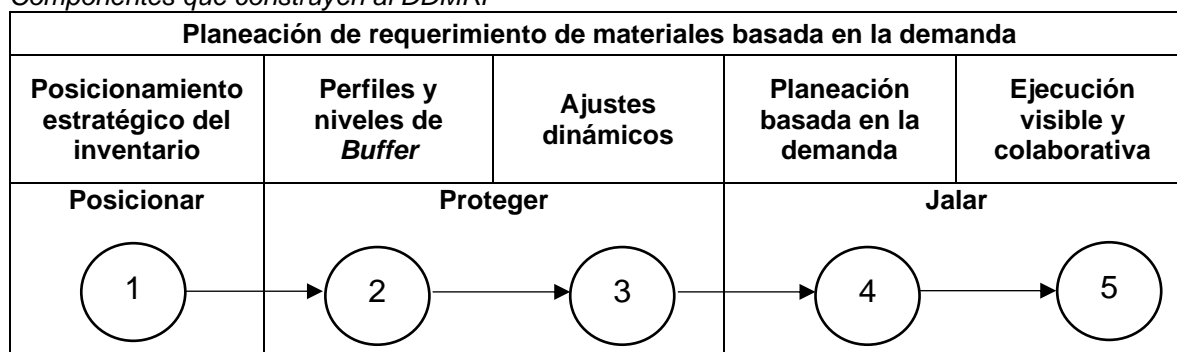 Componentes que construyen al DDMRP
Planeación de requerimiento de materiales basada en la demanda
Posicionamiento estratégico del inventario
Perfiles y niveles de Buffer
Ajustes dinámicos
Planeación basada en la demanda
Ejecución visible y colaborativa
Posicionar
Proteger
Jalar
1
2
3
4
5